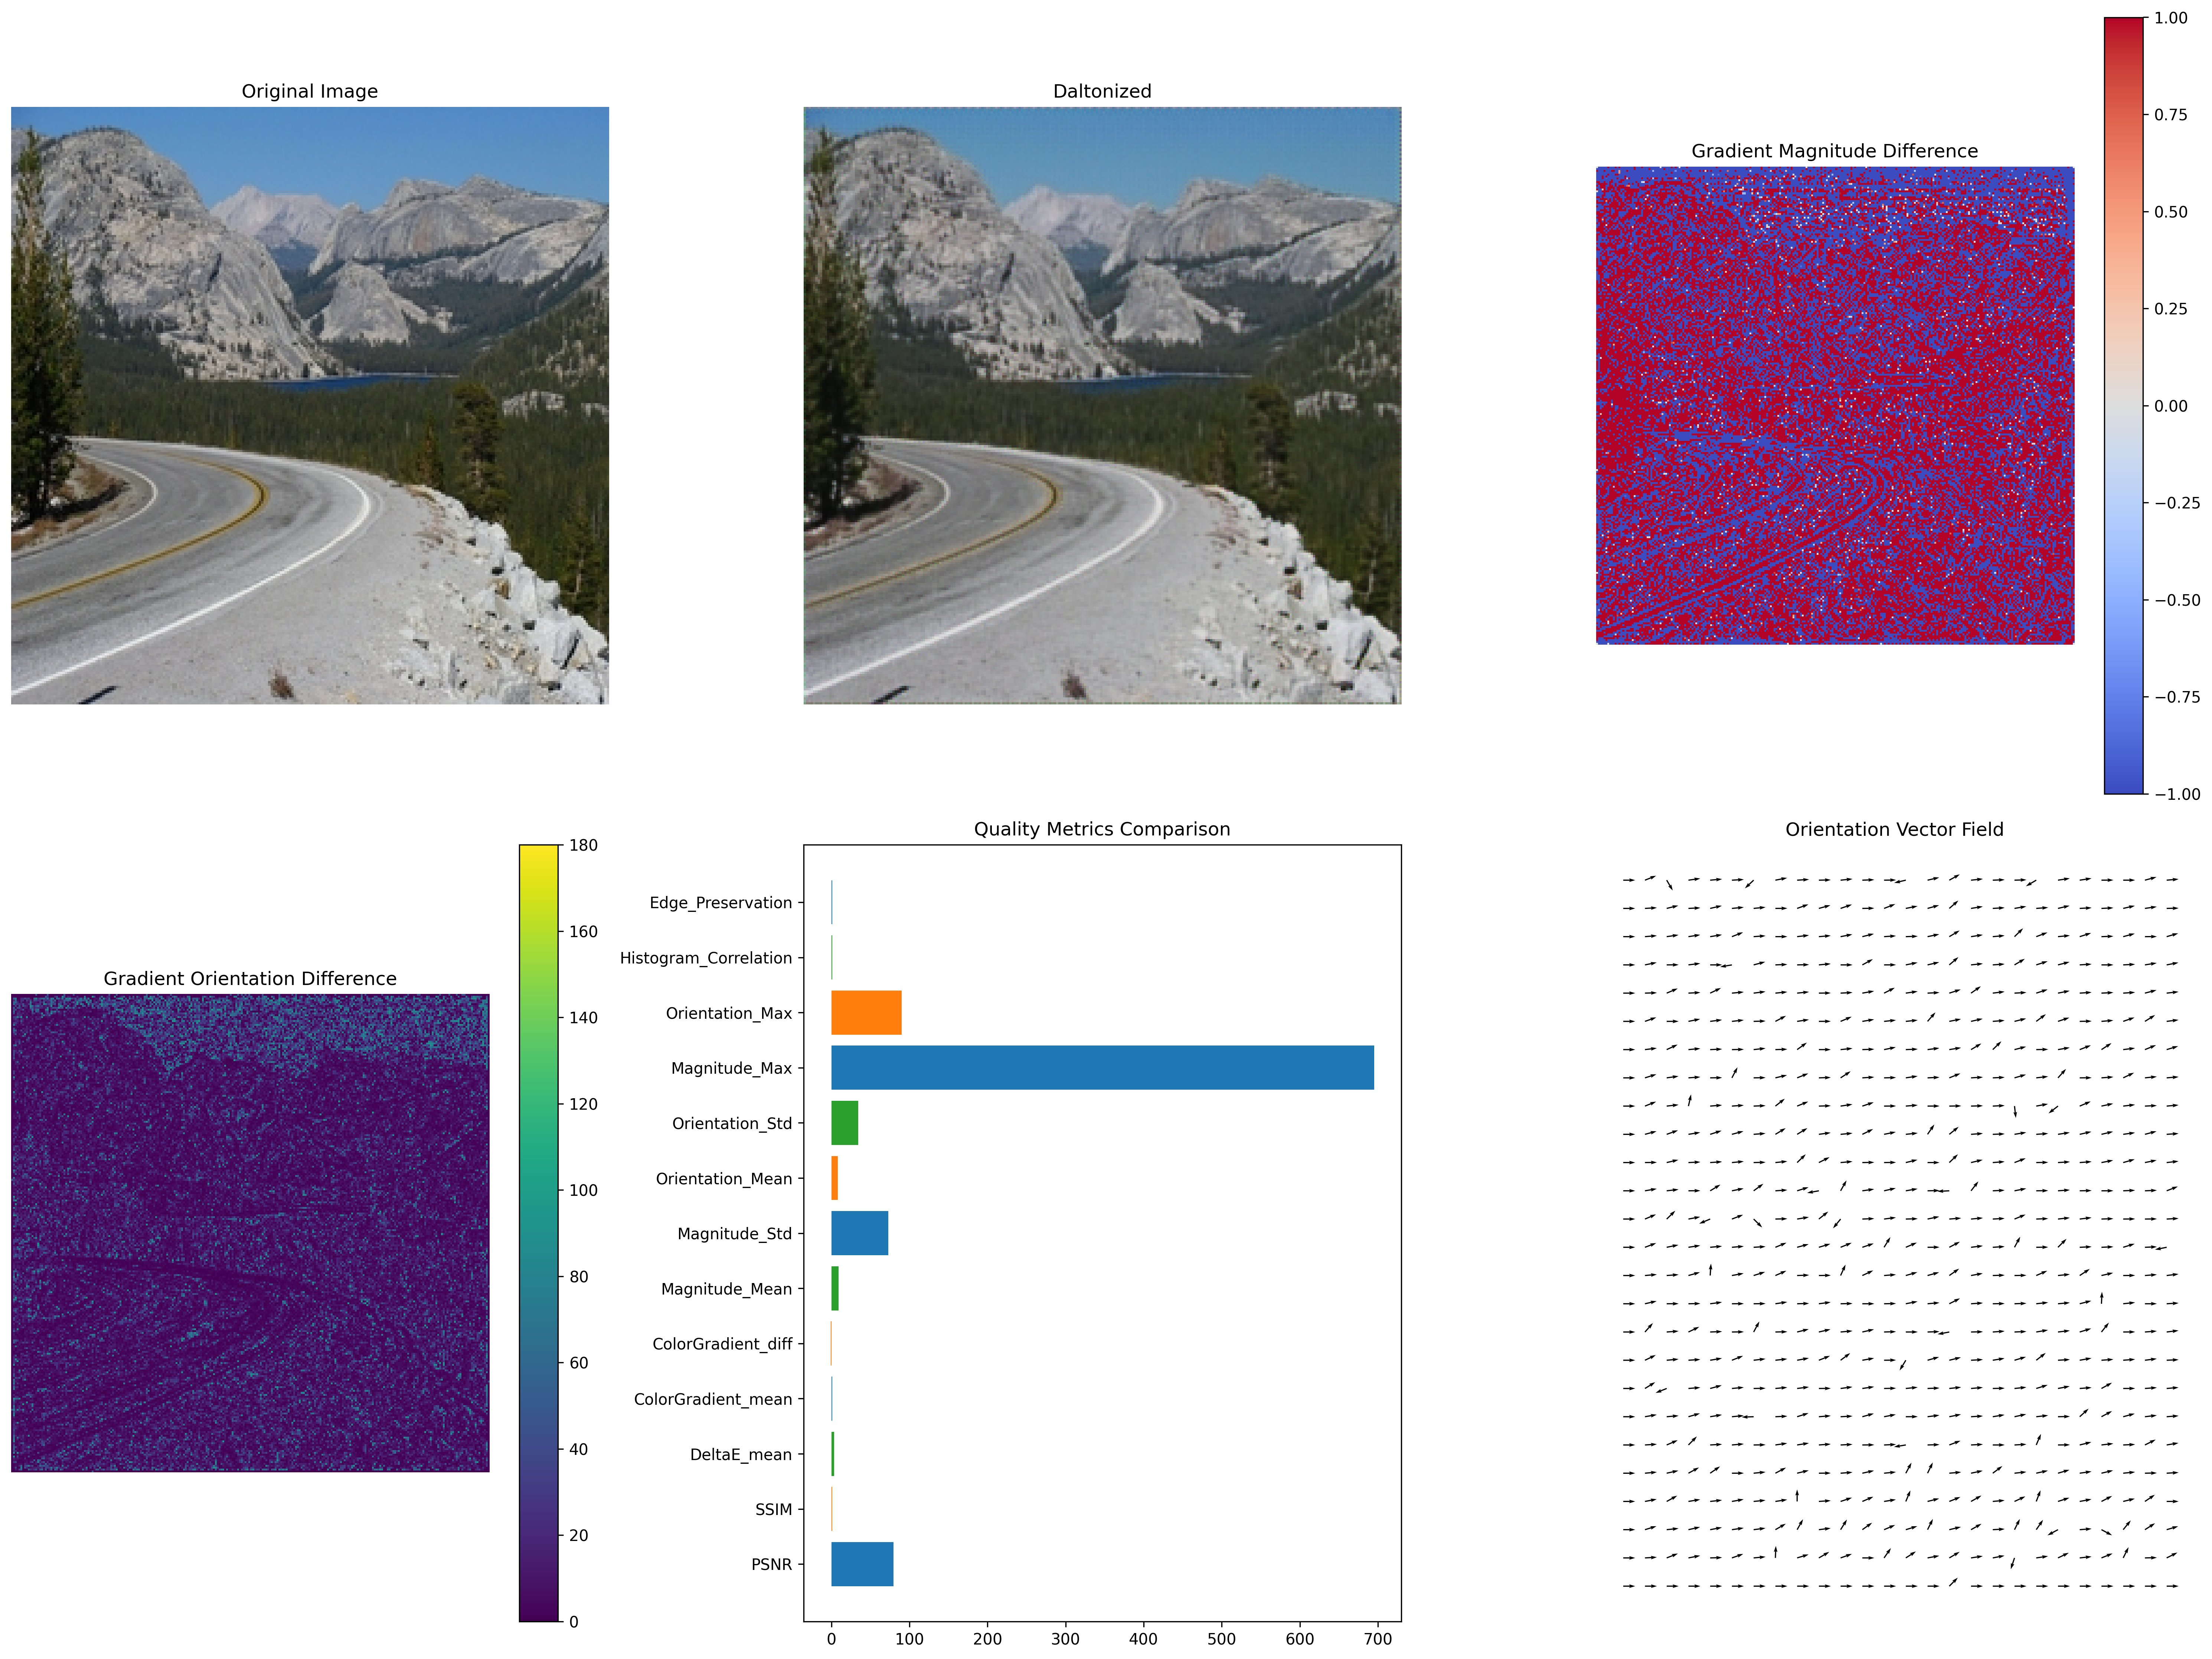 Original Image
Daltonized
Gradient Magnitude Difference
1.00
0.75
0.50
0.25
0.00
−0.25
−0.50
−0.75
−1.00
Gradient Orientation Difference
180
160
140
120
100
80
60
40
20
0
Quality Metrics Comparison
Edge_Preservation
Histogram_Correlation
Orientation_Max
Magnitude_Max
Orientation_Std
Orientation_Mean
Magnitude_Std
Magnitude_Mean
ColorGradient_diff
ColorGradient_mean
DeltaE_mean
SSIM
PSNR
0 100 200 300 400 500 600 700
Orientation Vector Field